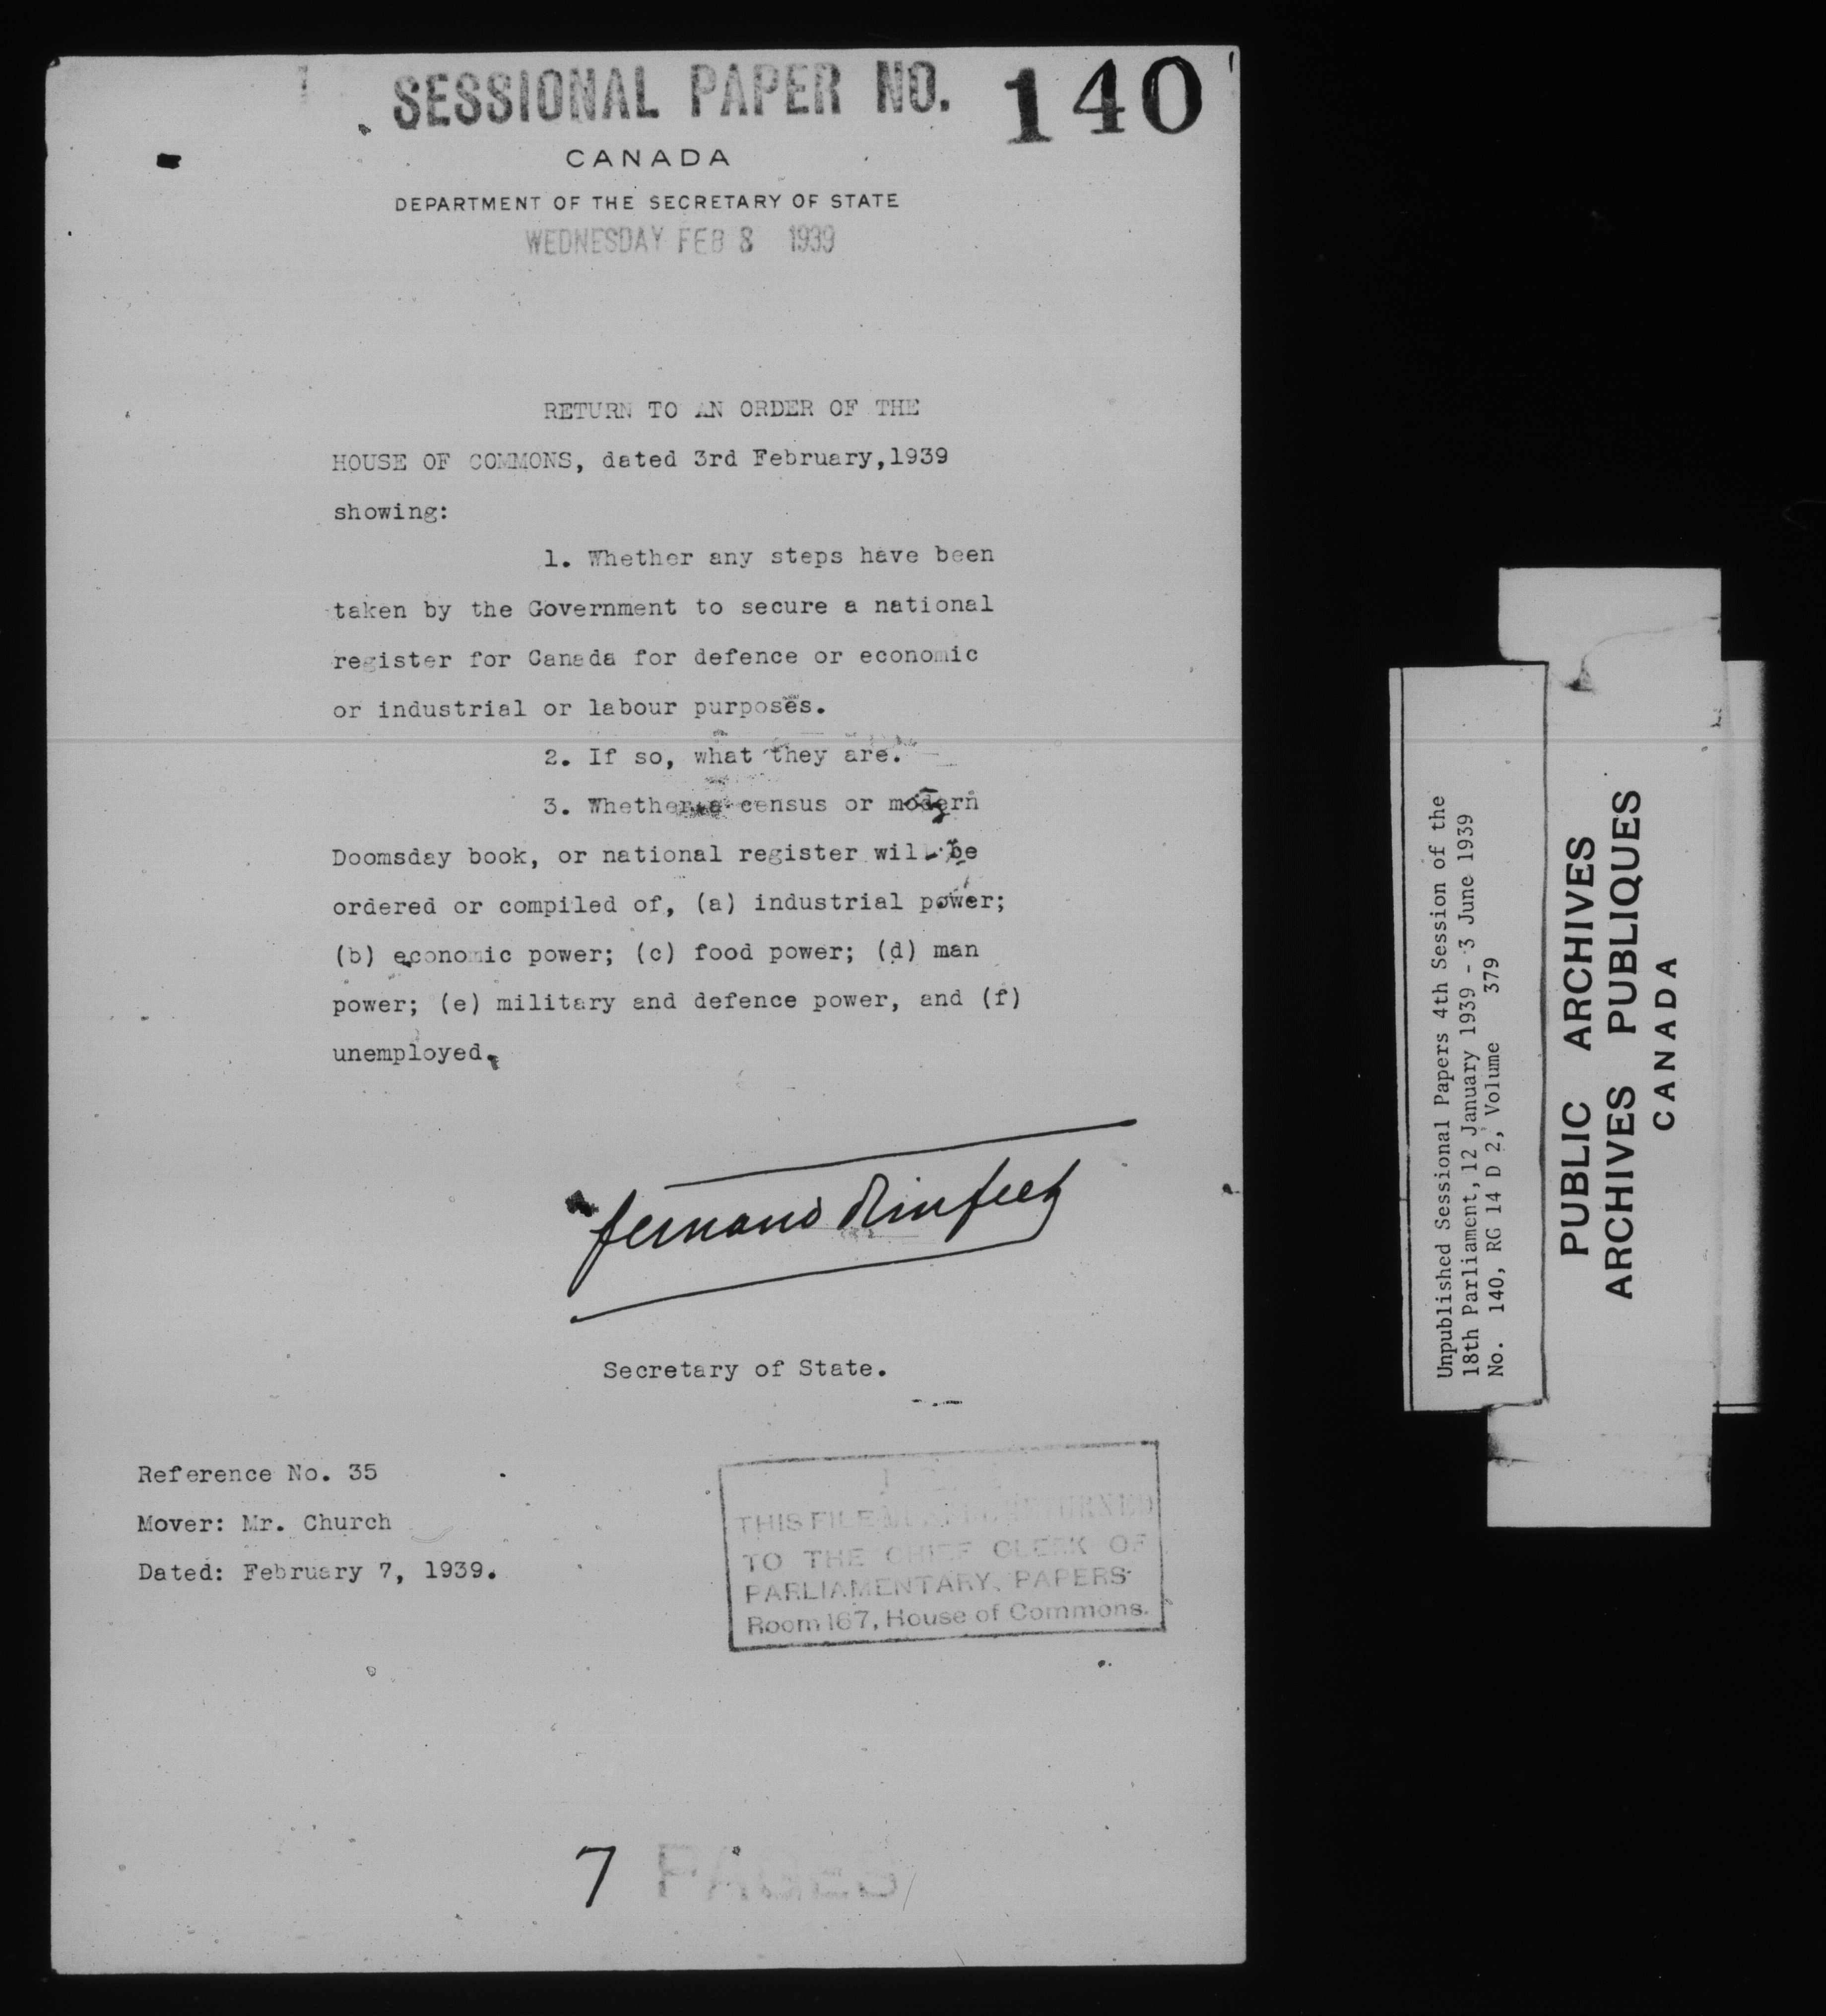 SESSIONAL PAPER NO. 140
CANADA
DEPARTMENT OF THE SECRETARY OF STATE
WEDNESDAY FEB 8 1939
RETURN TO AN ORDER OF THE
HOUSE OF COMMONS, dated 3rd February,1939
showing:
1. Whether any steps have been
taken by the Government to secure a national
register for Canada for defence or economic
or industrial or labour purposes.
2. If so, what they are.
3. Whether a census or modern
Doomsday book, or national register will be
ordered or compiled of, (a) industrial power;
(b) economic power; (c) food power; (d) man
power; (e) military and defence power, and (f)
unemployed.
Fernand Rinfret
Secretary of State.
Reference No. 35
Mover: Mr. Church
Dated: February 7, 1939.
THIS FILE MUST BE RETURNED
TO THE CHIEF CLERK OF
PARLIAMENTARY PAPERS
Room 167, House of Commons.
7 PAGES
Unpublished Sessional Papers 4th Session of the
18th Parliament, 12 January 1939 - 3 June 1939
No. 140, RG 14 D 2, Volume 379
PUBLIC ARCHIVES
ARCHIVES PUBLIQUES
CANADA